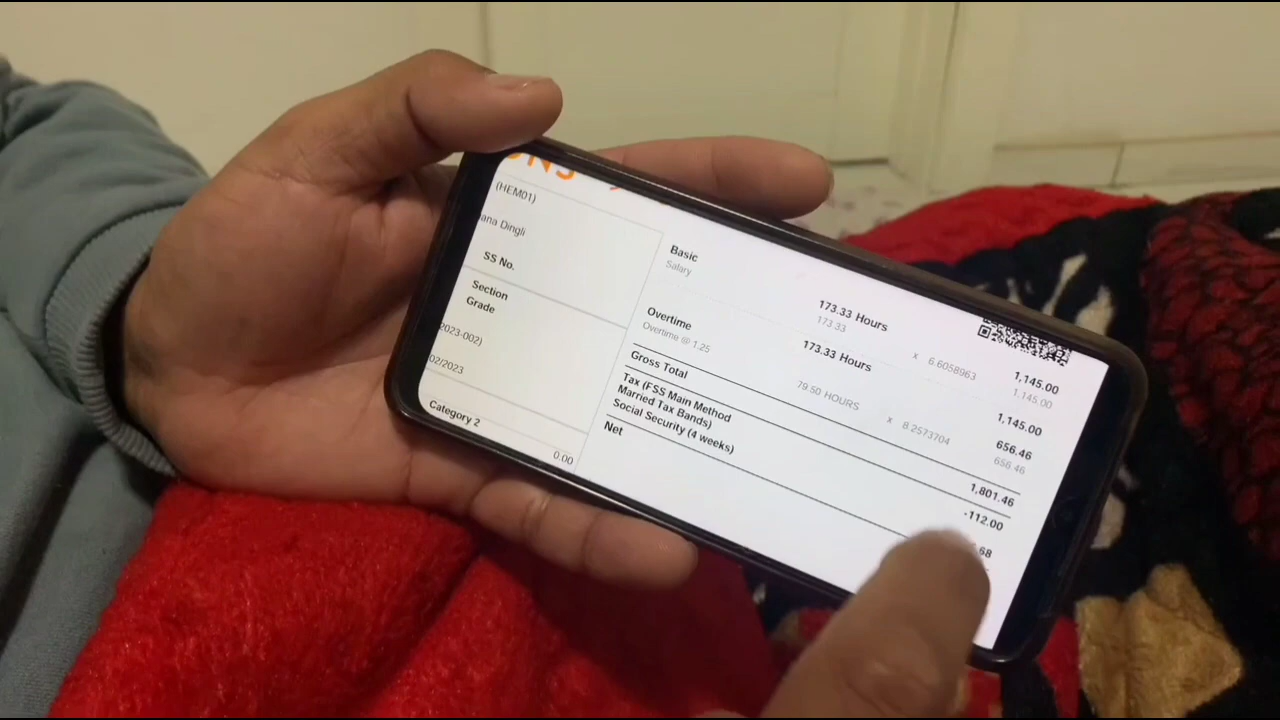 (HEM01)
ana Dingli
SS No.
Section
Grade
2023-002)
02/2023
Category 2
0.00
Basic
Salary
173.33 Hours
173.33
x 6.6058963
1,145.00
1,145.00
Overtime
Overtime @ 1.25
173.33 Hours
79.50 HOURS
x 8.2573704
1,145.00
656.46
656.46
Gross Total
1,801.46
Tax (FSS Main Method
Married Tax Bands)
-112.00
Social Security (4 weeks)
.68
Net